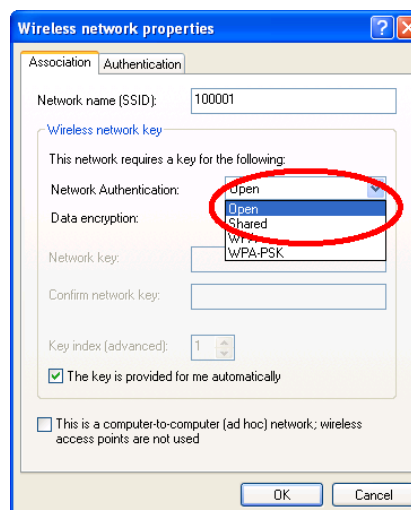 Wireless network properties
Association Authentication
Network name (SSID): 100001
Wireless network key
This network requires a key for the following:
Network Authentication: Open
Open
Data encryption:
Shared
WPA
WPA-PSK
Network key:
Confirm network key:
Key index (advanced): 1
The key is provided for me automatically
This is a computer-to-computer (ad hoc) network; wireless
access points are not used
OK Cancel